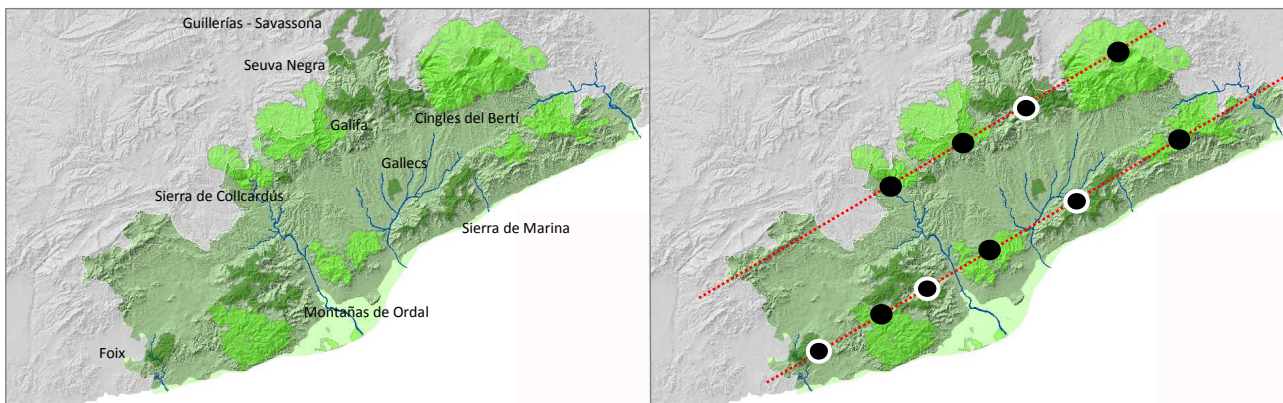 Guillerías - Savassona
Seuva Negra
Galifa
Cingles del Bertí
Gallecs
Sierra de Collcardús
Sierra de Marina
Montañas de Ordal
Foix